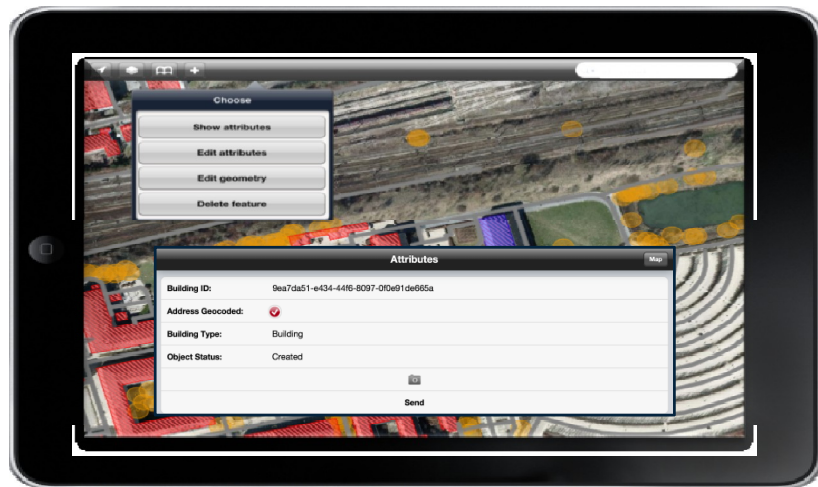 Choose
Show attributes
Edit attributes
Edit geometry
Delete feature
Attributes
Map
Building ID: 9ea7da51-e434-44f6-8097-0f0e91de665a
Address Geocoded:
Building Type: Building
Object Status: Created
Send